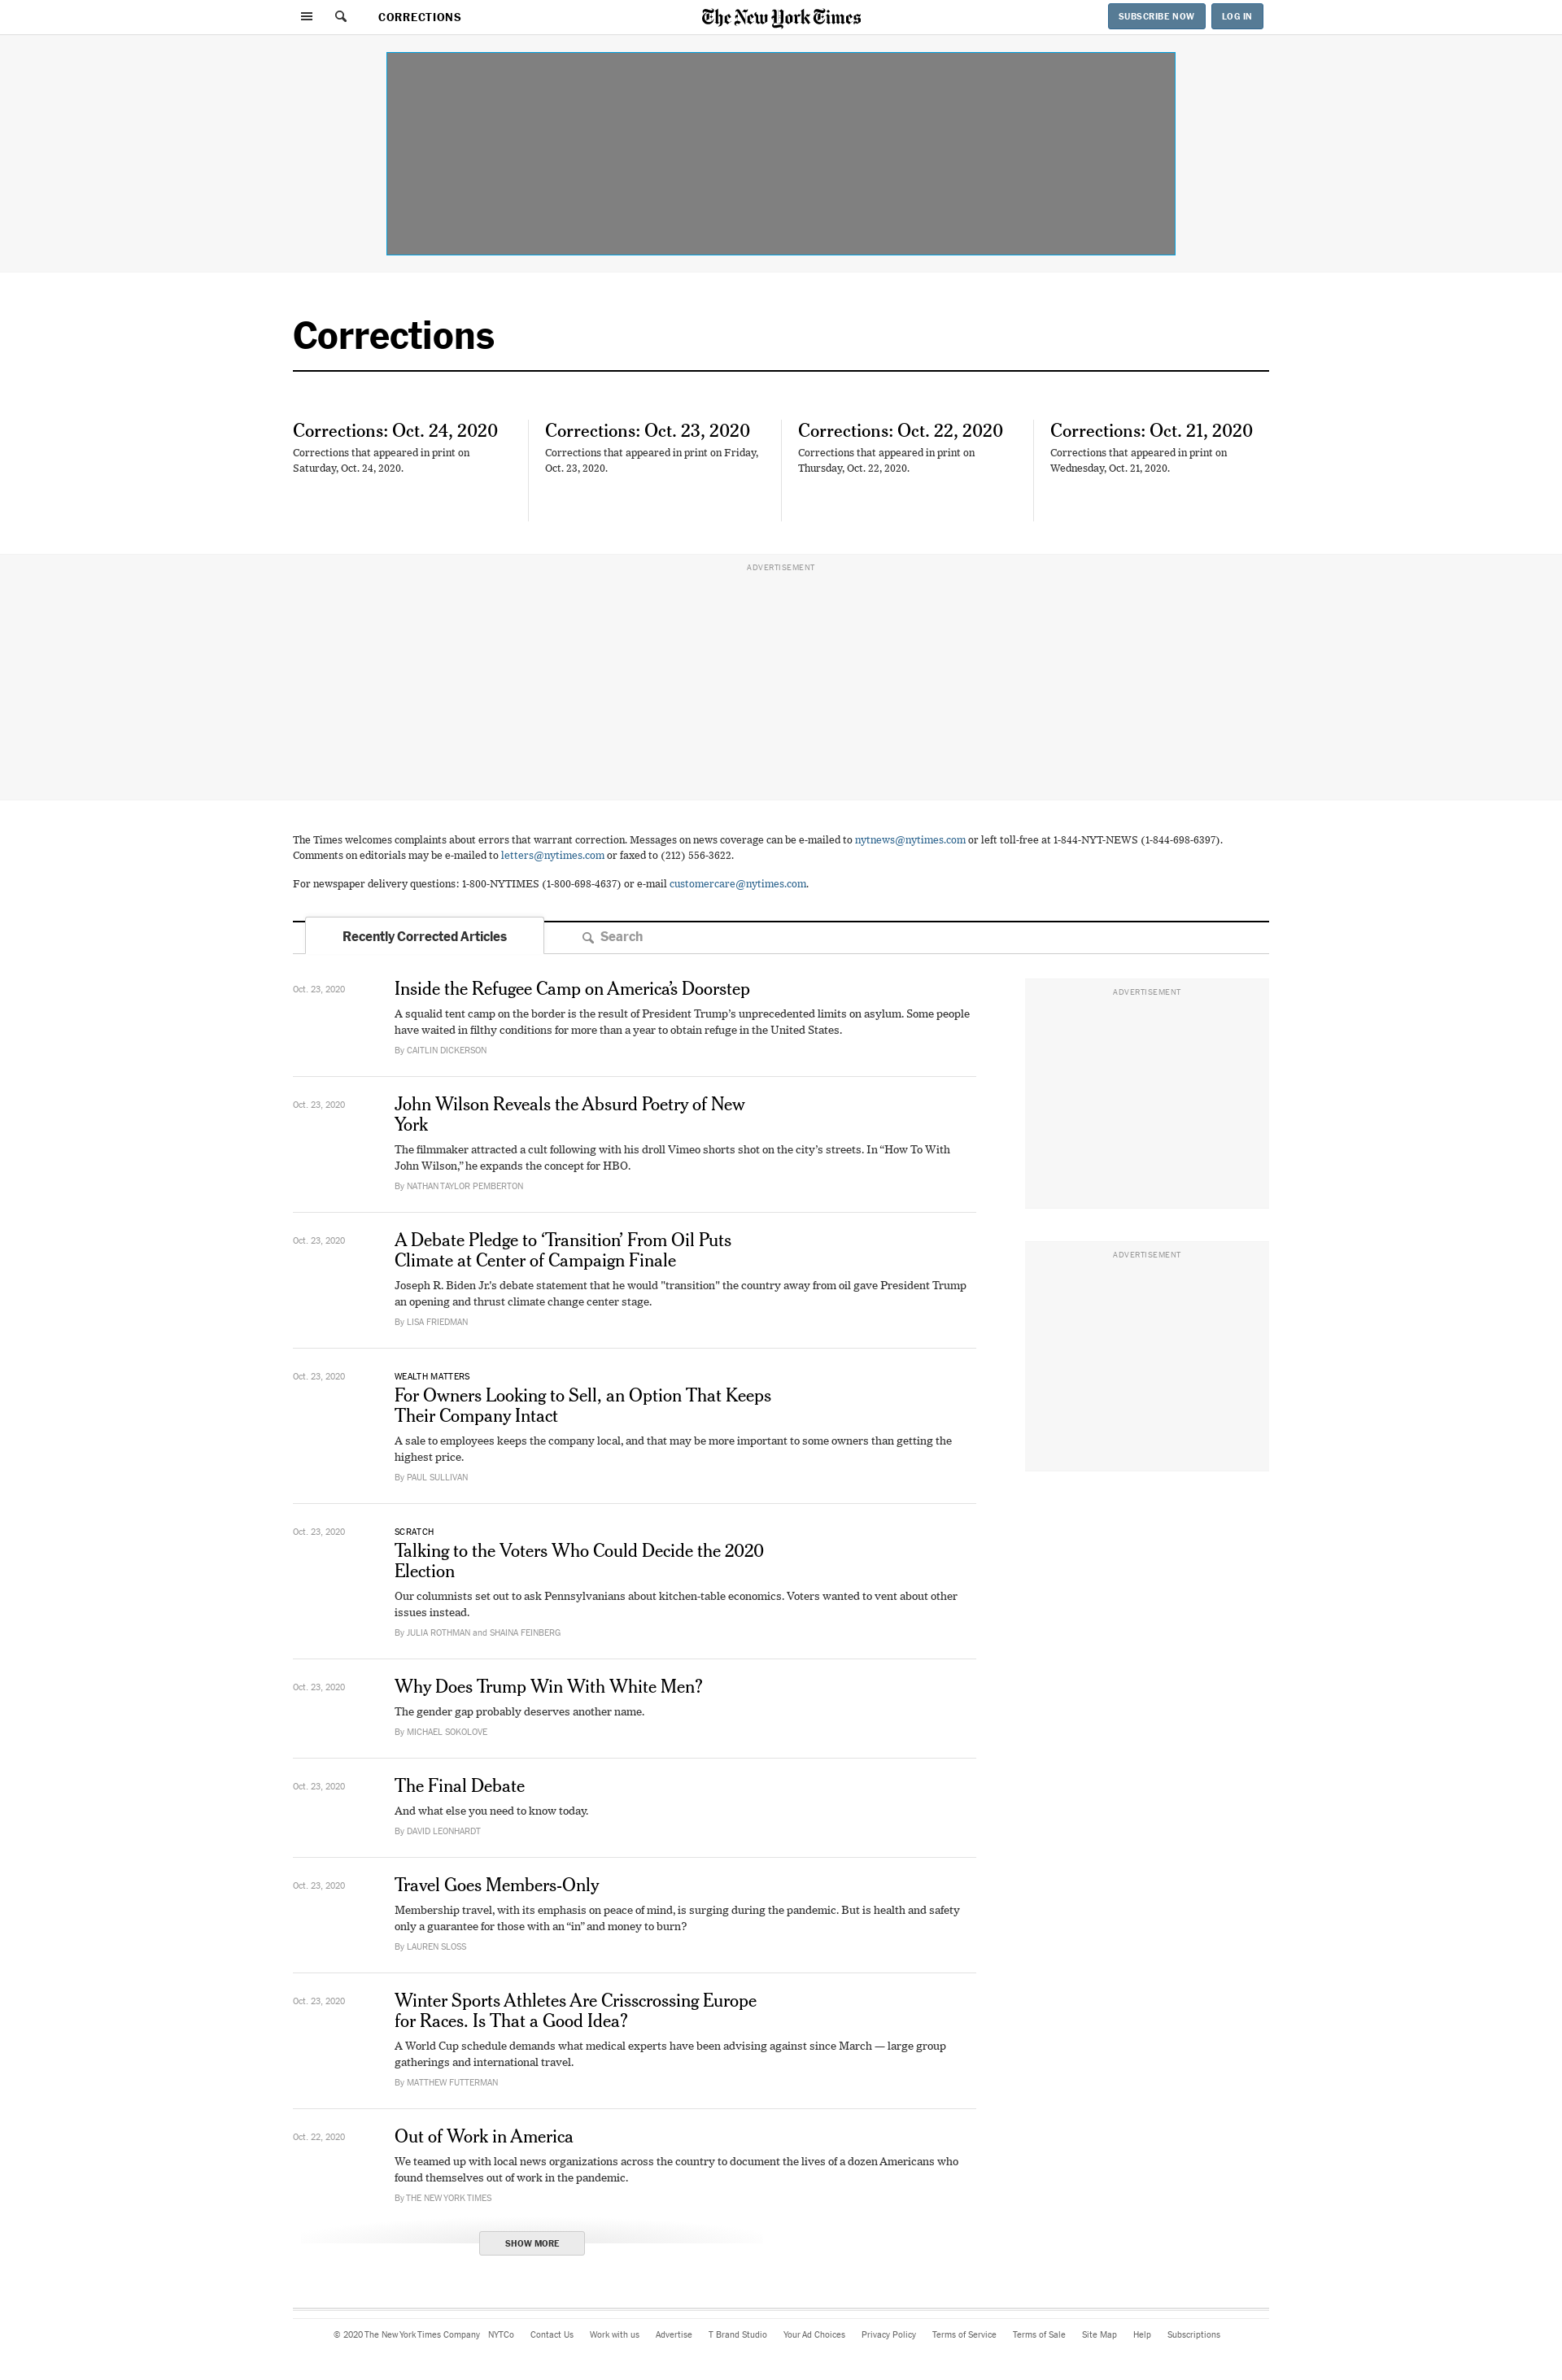 CORRECTIONS
The New York Times
SUBSCRIBE NOW
LOG IN
Corrections
Corrections: Oct. 24, 2020
Corrections that appeared in print on
Saturday, Oct. 24, 2020.
Corrections: Oct. 23, 2020
Corrections that appeared in print on Friday,
Oct. 23, 2020.
Corrections: Oct. 22, 2020
Corrections that appeared in print on
Thursday, Oct. 22, 2020.
Corrections: Oct. 21, 2020
Corrections that appeared in print on
Wednesday, Oct. 21, 2020.
ADVERTISEMENT
The Times welcomes complaints about errors that warrant correction. Messages on news coverage can be e-mailed to nytnews@nytimes.com or left toll-free at 1-844-NYT-NEWS (1-844-698-6397).
Comments on editorials may be e-mailed to letters@nytimes.com or faxed to (212) 556-3622.
For newspaper delivery questions: 1-800-NYTIMES (1-800-698-4637) or e-mail customercare@nytimes.com.
Recently Corrected Articles
Search
Oct. 23, 2020
Inside the Refugee Camp on America’s Doorstep
A squalid tent camp on the border is the result of President Trump’s unprecedented limits on asylum. Some people
have waited in filthy conditions for more than a year to obtain refuge in the United States.
By CAITLIN DICKERSON
ADVERTISEMENT
Oct. 23, 2020
John Wilson Reveals the Absurd Poetry of New
York
The filmmaker attracted a cult following with his droll Vimeo shorts shot on the city’s streets. In “How To With
John Wilson,” he expands the concept for HBO.
By NATHAN TAYLOR PEMBERTON
Oct. 23, 2020
A Debate Pledge to ‘Transition’ From Oil Puts
Climate at Center of Campaign Finale
Joseph R. Biden Jr.’s debate statement that he would "transition" the country away from oil gave President Trump
an opening and thrust climate change center stage.
By LISA FRIEDMAN
ADVERTISEMENT
Oct. 23, 2020
WEALTH MATTERS
For Owners Looking to Sell, an Option That Keeps
Their Company Intact
A sale to employees keeps the company local, and that may be more important to some owners than getting the
highest price.
By PAUL SULLIVAN
Oct. 23, 2020
SCRATCH
Talking to the Voters Who Could Decide the 2020
Election
Our columnists set out to ask Pennsylvanians about kitchen-table economics. Voters wanted to vent about other
issues instead.
By JULIA ROTHMAN and SHAINA FEINBERG
Oct. 23, 2020
Why Does Trump Win With White Men?
The gender gap probably deserves another name.
By MICHAEL SOKOLOVE
Oct. 23, 2020
The Final Debate
And what else you need to know today.
By DAVID LEONHARDT
Oct. 23, 2020
Travel Goes Members-Only
Membership travel, with its emphasis on peace of mind, is surging during the pandemic. But is health and safety
only a guarantee for those with an “in” and money to burn?
By LAUREN SLOSS
Oct. 23, 2020
Winter Sports Athletes Are Crisscrossing Europe
for Races. Is That a Good Idea?
A World Cup schedule demands what medical experts have been advising against since March — large group
gatherings and international travel.
By MATTHEW FUTTERMAN
Oct. 22, 2020
Out of Work in America
We teamed up with local news organizations across the country to document the lives of a dozen Americans who
found themselves out of work in the pandemic.
By THE NEW YORK TIMES
SHOW MORE
© 2020 The New York Times Company NYTCo Contact Us Work with us Advertise T Brand Studio Your Ad Choices Privacy Policy Terms of Service Terms of Sale Site Map Help Subscriptions